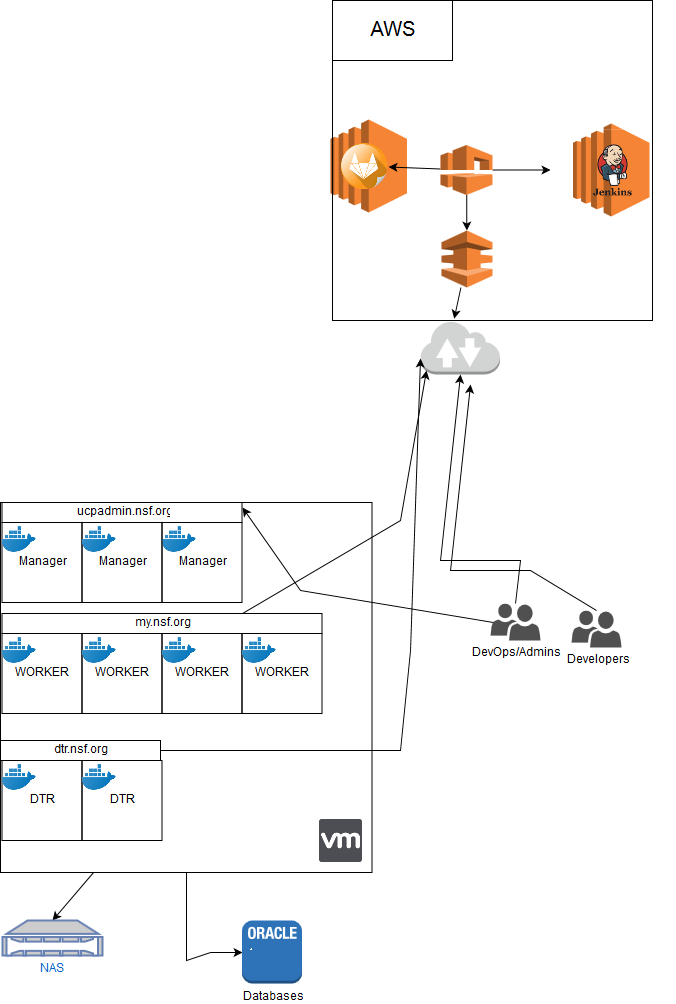 AWS
Jenkins
ucpadmin.nsf.org
Manager
Manager
Manager
my.nsf.org
WORKER
WORKER
WORKER
WORKER
DevOps/Admins
Developers
dtr.nsf.org
DTR
DTR
vm
ORACLE
NAS
Databases